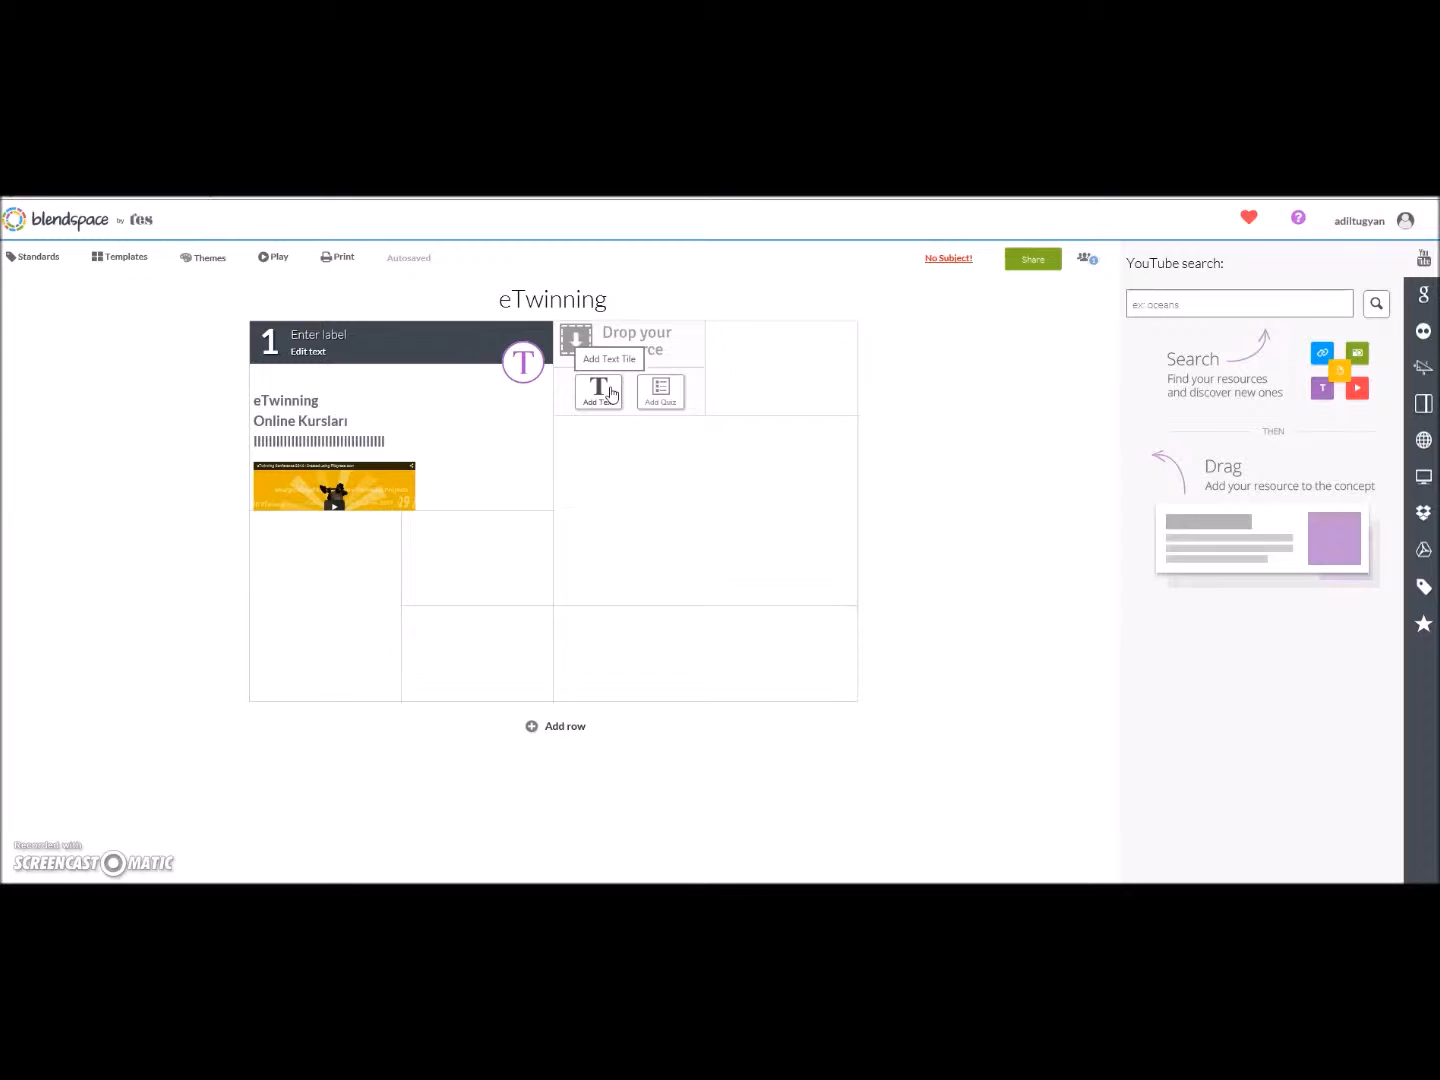 blendspace by tes
adiltugyan
Standards
Templates
Themes
Play
Print
Autosaved
No Subject!
Share
YouTube search:
You
ex: oceans
g
eTwinning
1
Enter label
Edit text
T
Drop your
Add Text Tile
T
Add
Add Quiz
eTwinning
Online Kursları
Search
Find your resources
and discover new ones
T
THEN
Drag
Add your resource to the concept
Add row
Recorded with
SCREENCAST-O-MATIC